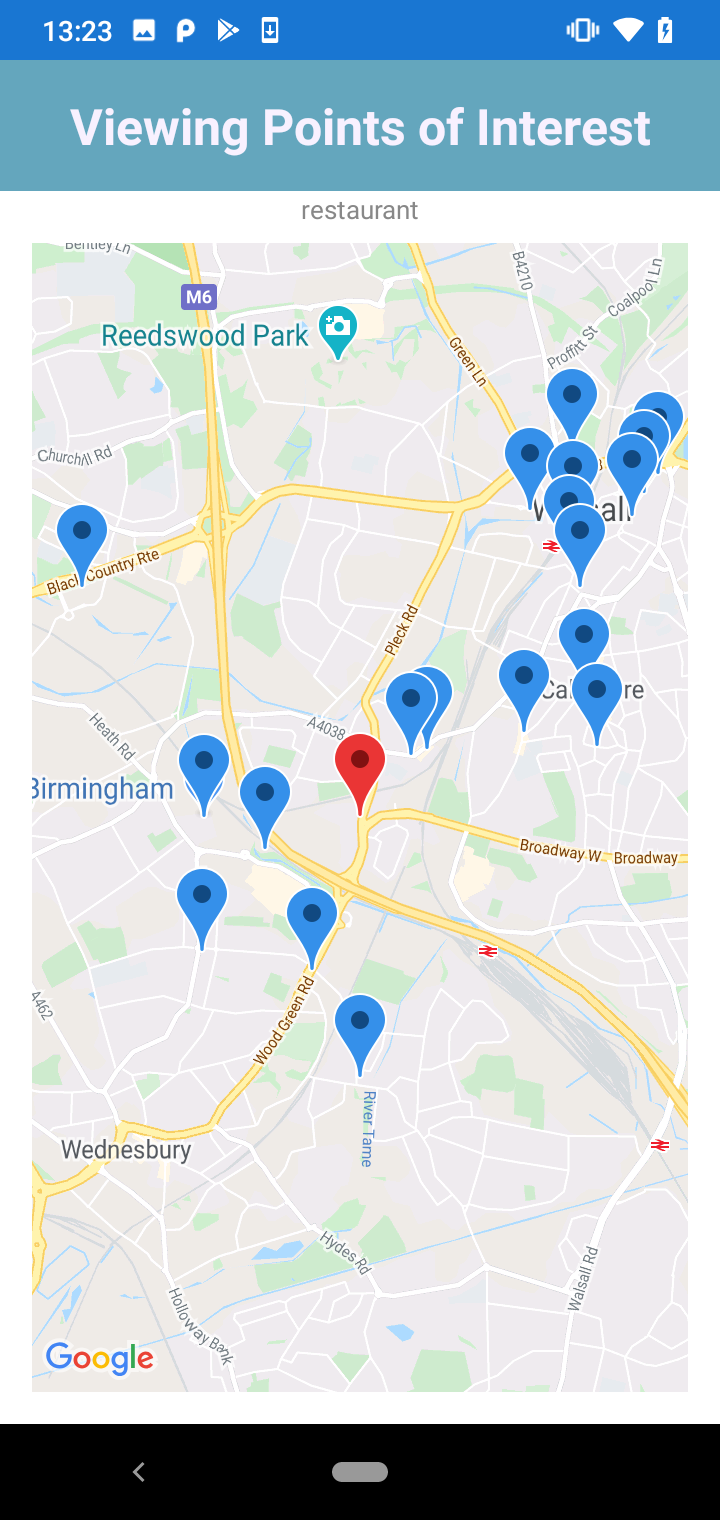 13:23
Viewing Points of Interest
restaurant
Bentley Ln
B4210
Coalpool Ln
M6
Reedswood Park
Proffitt St
Green Ln
Churchill Rd
Black Country Rte
Pleck Rd
A4038
Heath Rd
Birmingham
Broadway W
Broadway
A462
Wood Green Rd
River Tame
Wednesbury
Hydes Rd
Walsall Rd
Holloway Bank
Google